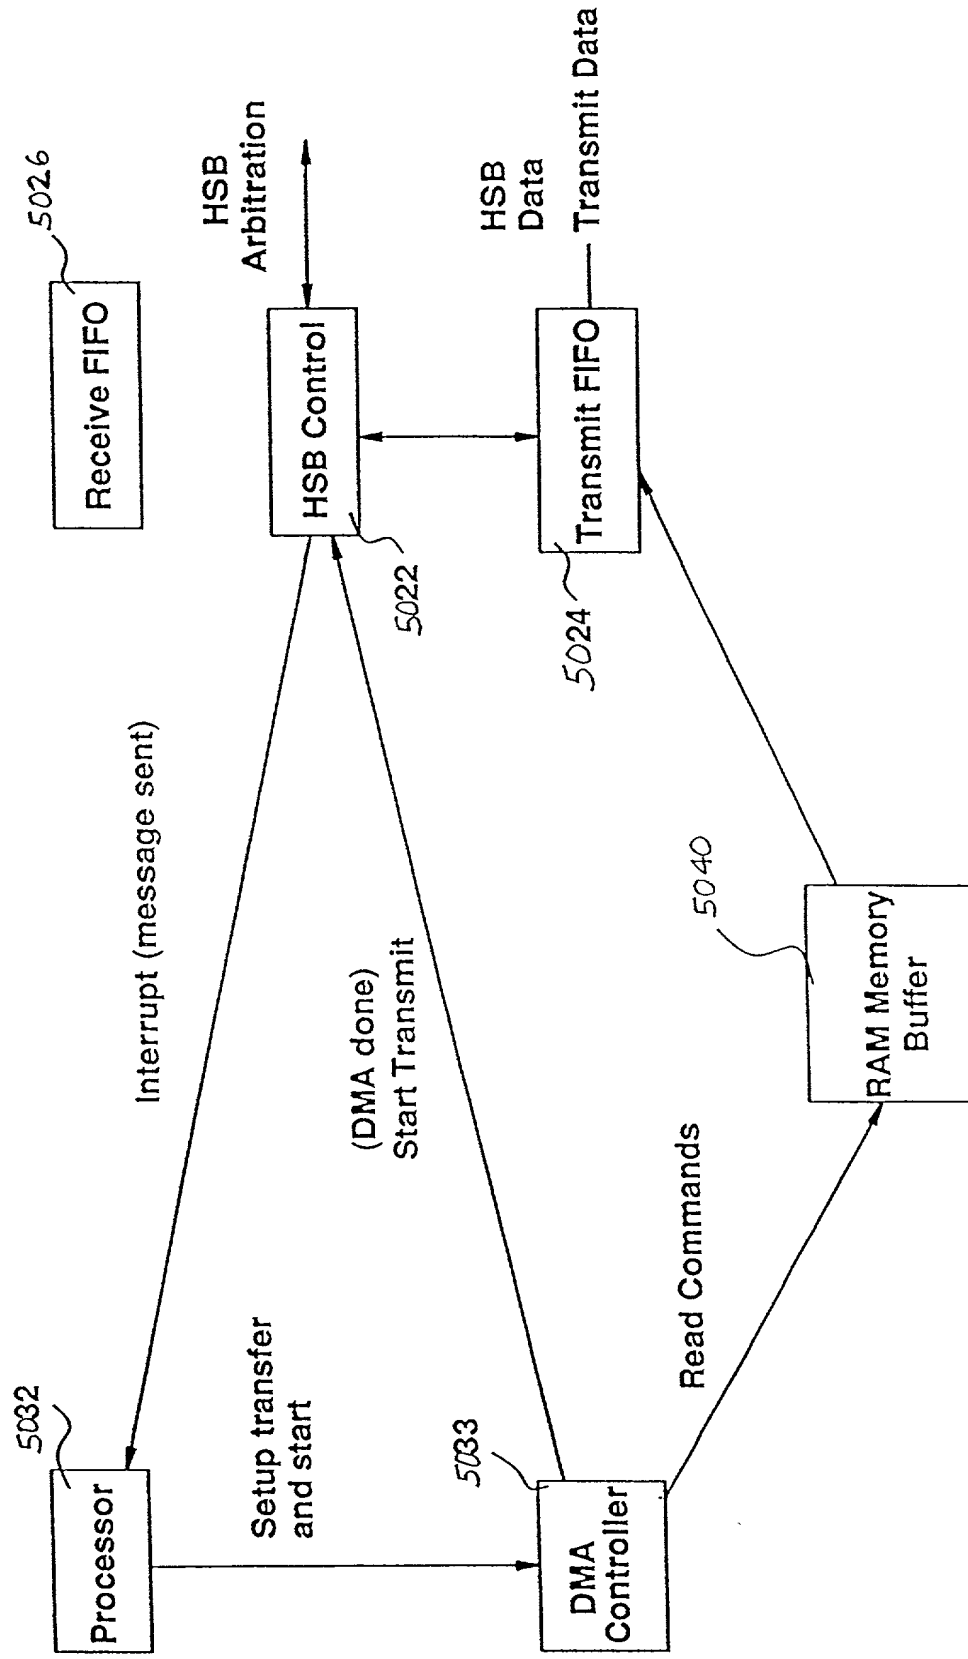 5032
Processor
Interrupt (message sent)
5026
Receive FIFO
Setup transfer
and start
(DMA done)
Start Transmit
5022
HSB Control
HSB
Arbitration
5033
DMA
Controller
Read Commands
5040
RAM Memory
Buffer
5024
Transmit FIFO
HSB
Data
Transmit Data